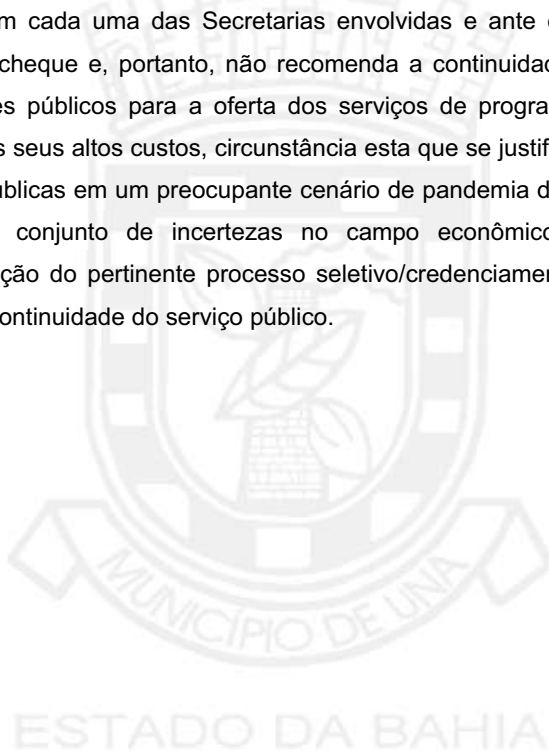 m cada uma das Secretarias envolvidas e ante
cheque e, portanto, não recomenda a continuidad
es públicos para a oferta dos serviços de progra
s seus altos custos, circunstância esta que se justif
úblicas em um preocupante cenário de pandemia d
conjunto de incertezas no campo econômico
ção do pertinente processo seletivo/credenciamen
continuidade do serviço público.
MUNICÍPIO DE UNA
ESTADO DA BAHIA